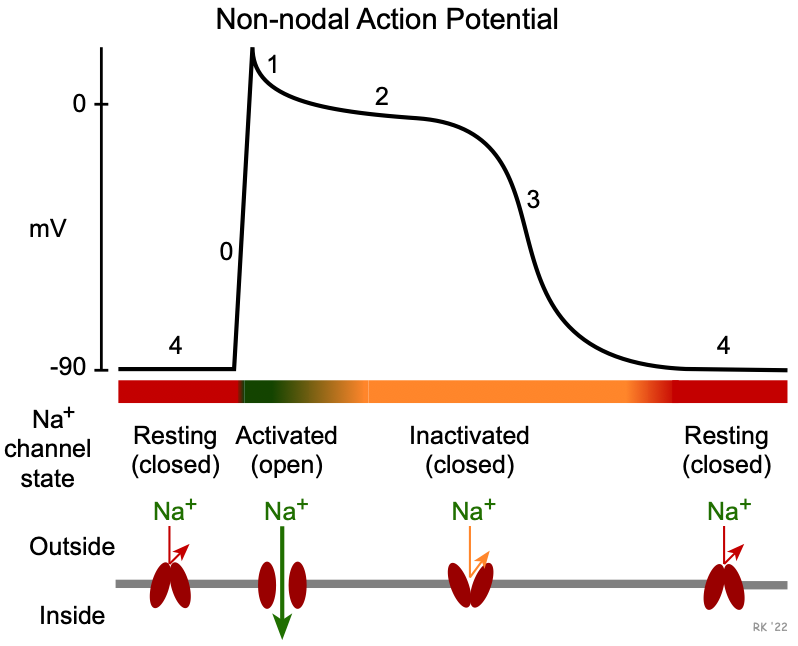 Non-nodal Action Potential
1
0
2
3
mV
0
4
4
-90
Na⁺
channel
state
Resting
(closed)
Activated
(open)
Inactivated
(closed)
Resting
(closed)
Na⁺
Na⁺
Na⁺
Na⁺
Outside
Inside
RK '22